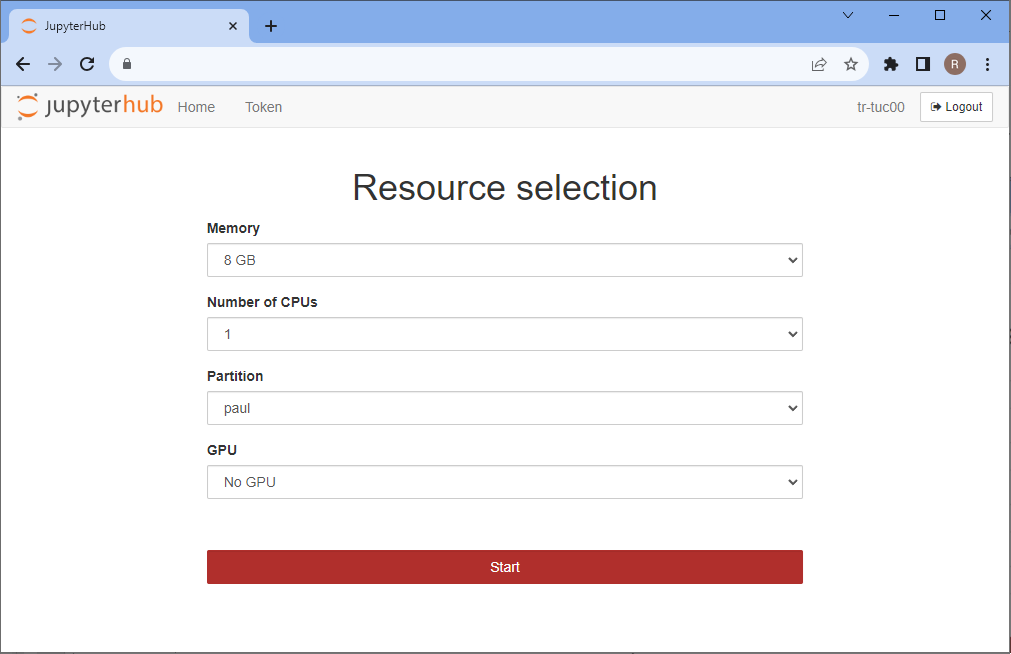 JupyterHub
R
jupyterhub Home Token tr-tuc00 Logout
Resource selection
Memory
8 GB
Number of CPUs
1
Partition
paul
GPU
No GPU
Start